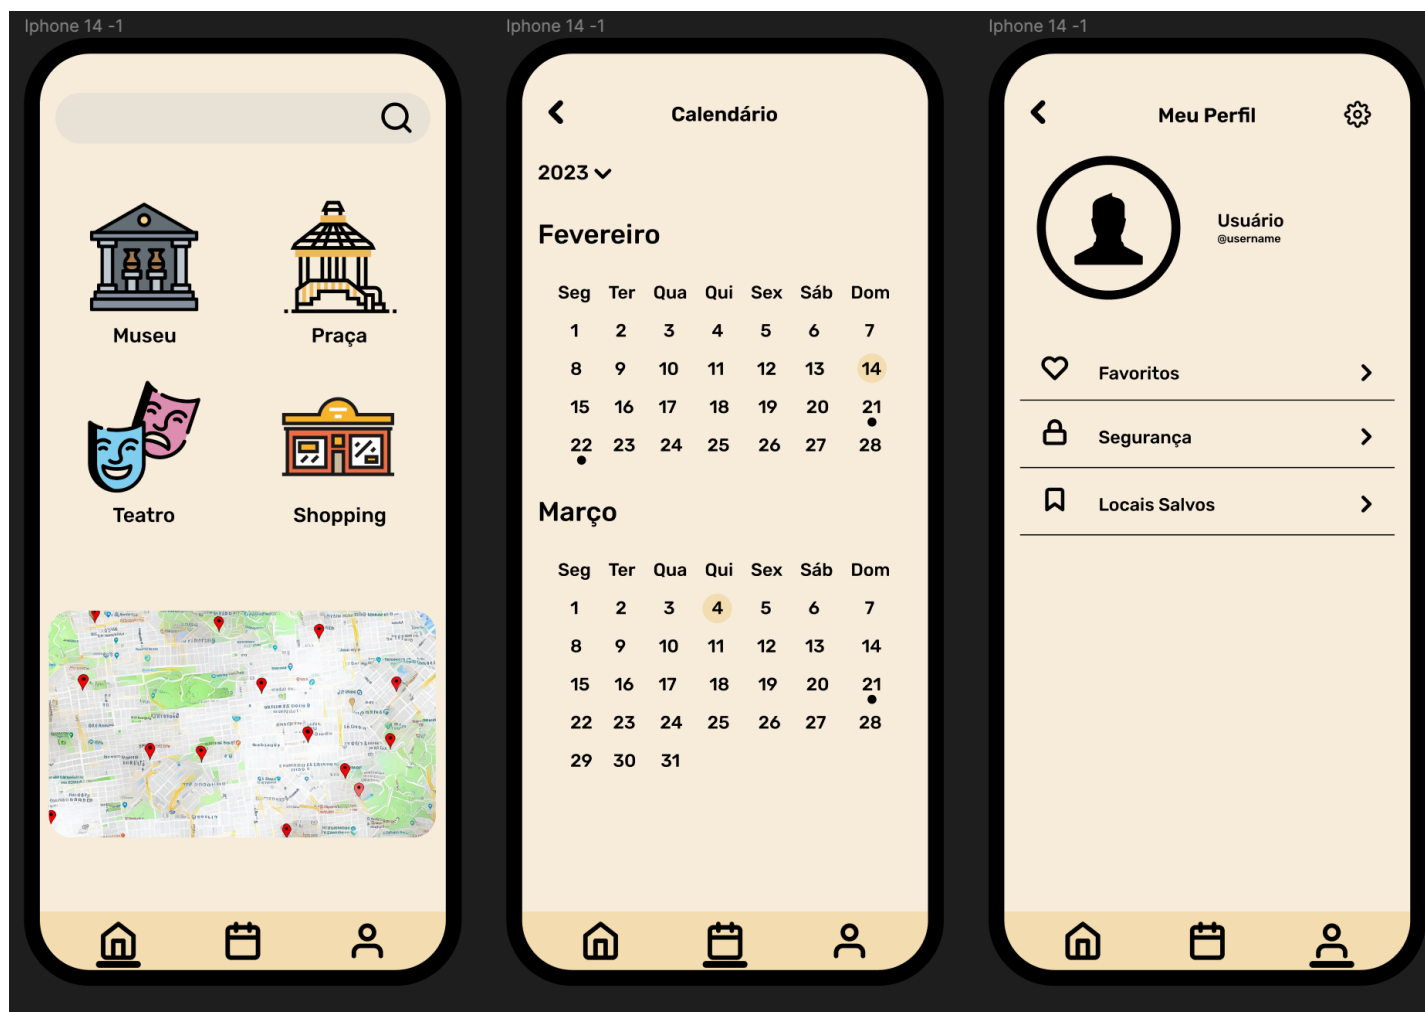 Iphone 14 -1
Museu
Praça
Teatro
Shopping
Iphone 14 -1
Calendário
2023
Fevereiro
Seg Ter Qua Qui Sex Sáb Dom
1 2 3 4 5 6 7
8 9 10 11 12 13 14
15 16 17 18 19 20 21
22 23 24 25 26 27 28
Março
Seg Ter Qua Qui Sex Sáb Dom
1 2 3 4 5 6 7
8 9 10 11 12 13 14
15 16 17 18 19 20 21
22 23 24 25 26 27 28
29 30 31
Iphone 14 -1
Meu Perfil
Usuário
@username
Favoritos
Segurança
Locais Salvos